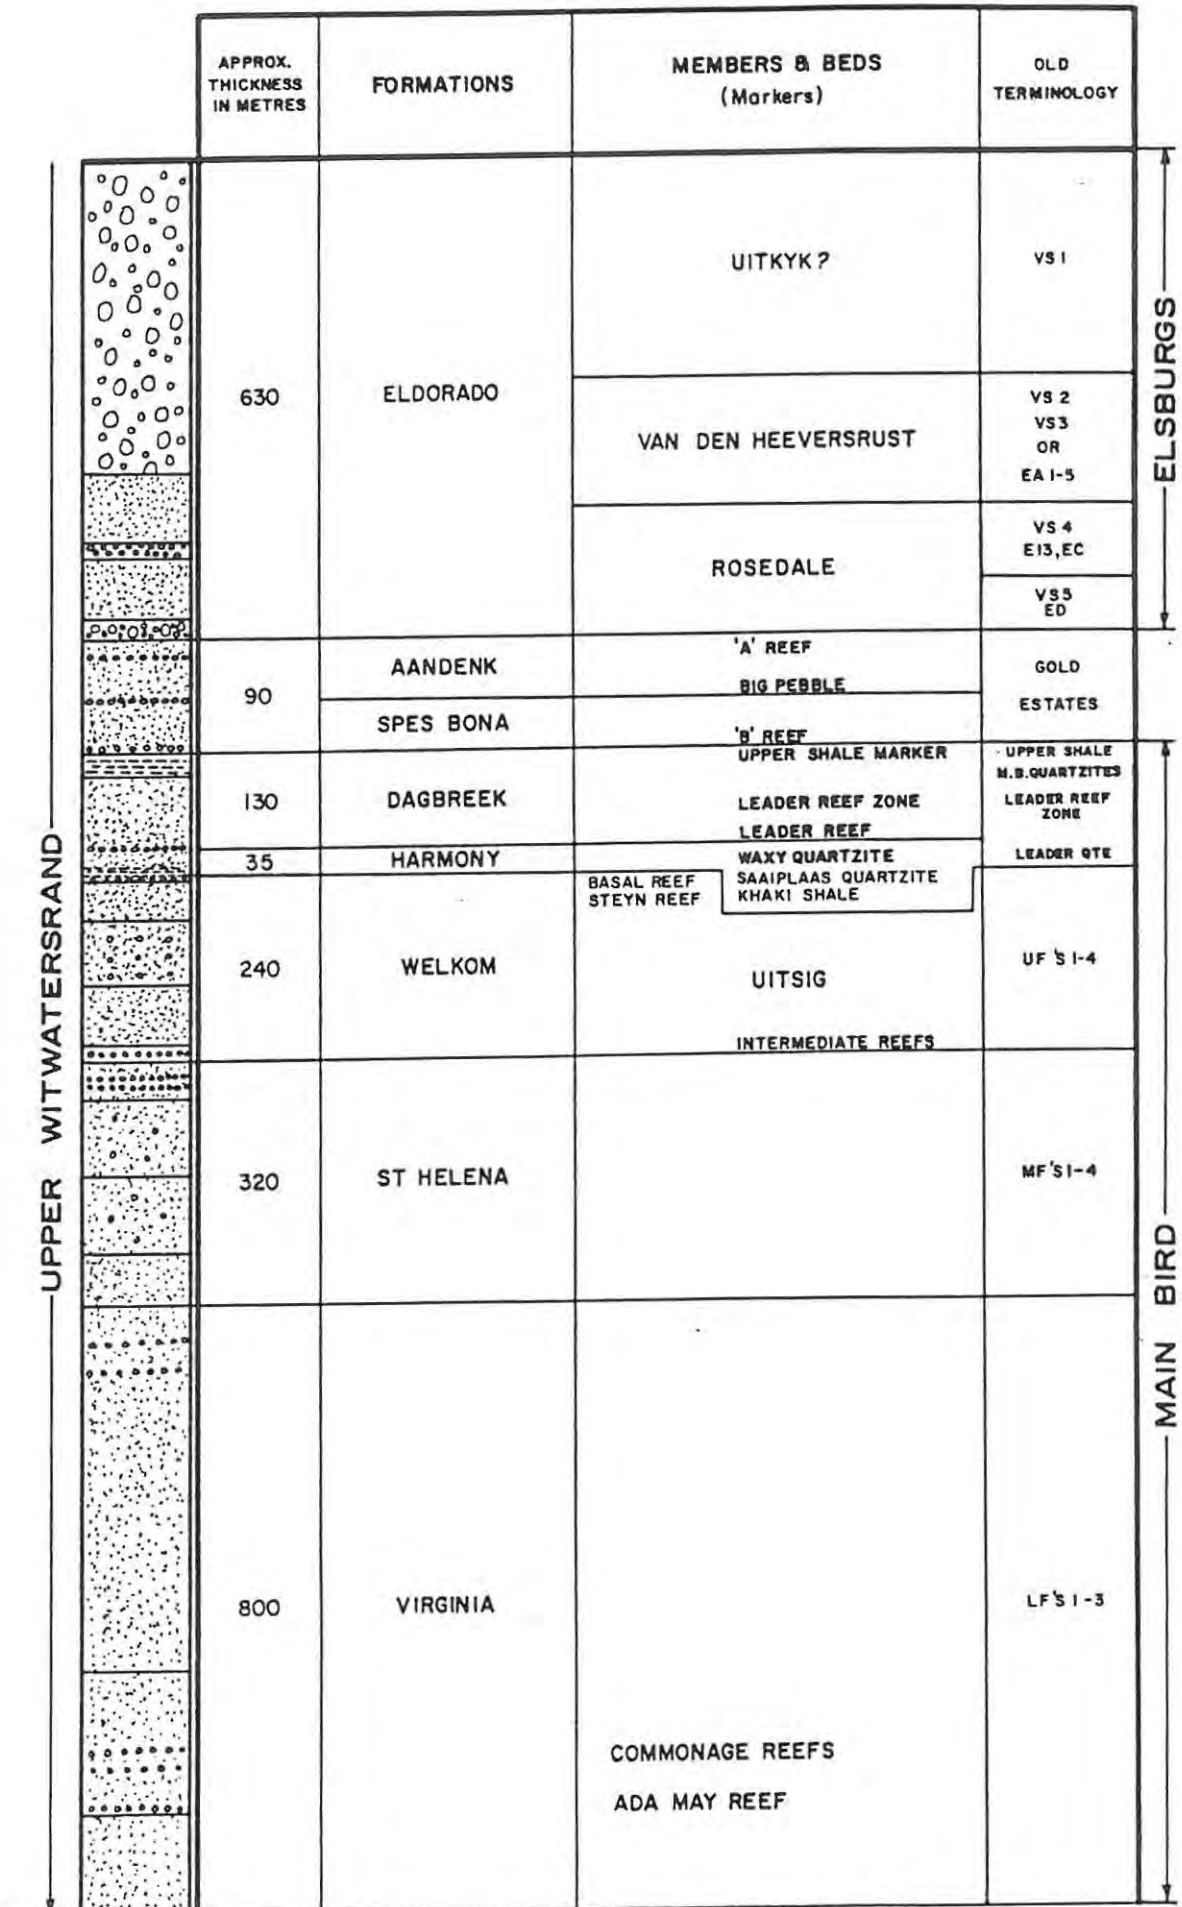 APPROX.
THICKNESS
IN METRES
FORMATIONS
MEMBERS & BEDS
(Markers)
OLD
TERMINOLOGY
UPPER WITWATERSRAND
630
ELDORADO
UITKYK?
VS 1
VAN DEN HEEVERSRUST
VS 2
VS3
OR
EA 1-5
ROSEDALE
VS 4
E13, EC
VS5
ED
ELSBURGS
90
AANDENK
'A' REEF
BIG PEBBLE
GOLD
ESTATES
SPES BONA
'B' REEF
130
DAGBREEK
UPPER SHALE MARKER
LEADER REEF ZONE
LEADER REEF
UPPER SHALE
M.B.QUARTZITES
LEADER REEF
ZONE
35
HARMONY
WAXY QUARTZITE
SAAIPLAAS QUARTZITE
KHAKI SHALE
LEADER QTE
BASAL REEF
STEYN REEF
240
WELKOM
UITSIG
INTERMEDIATE REEFS
UF'S 1-4
320
ST HELENA
MF'S 1-4
800
VIRGINIA
COMMONAGE REEFS
ADA MAY REEF
LF'S 1-3
MAIN BIRD